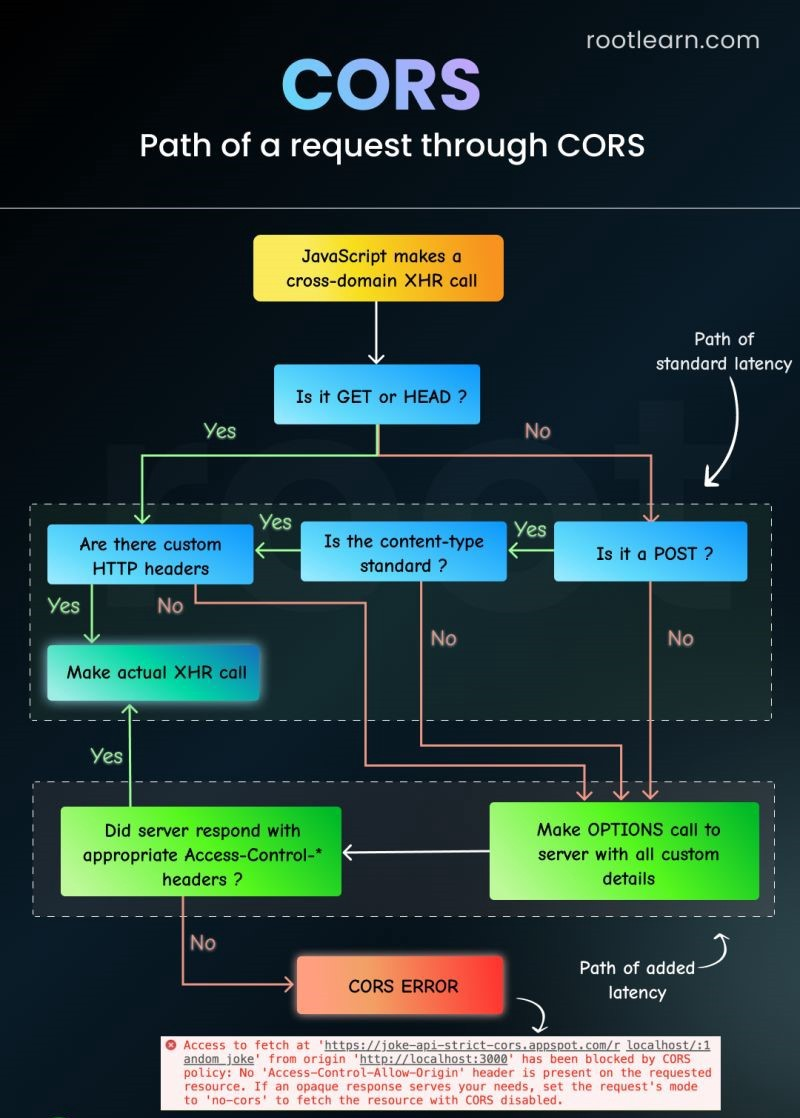 rootlearn.com
CORS
Path of a request through CORS
JavaScript makes a
cross-domain XHR call
Path of
standard latency
Is it GET or HEAD ?
Yes
No
root
Are there custom
HTTP headers
Yes
Is the content-type
standard ?
Yes
Is it a POST ?
Yes
No
No
No
Make actual XHR call
Yes
Did server respond with
appropriate Access-Control-*
headers ?
Make OPTIONS call to
server with all custom
details
No
CORS ERROR
Path of added
latency
Access to fetch at 'https://joke-api-strict-cors.appspot.com/r localhost/:1
andom_joke' from origin 'http://localhost:3000' has been blocked by CORS
policy: No 'Access-Control-Allow-Origin' header is present on the requested
resource. If an opaque response serves your needs, set the request's mode
to 'no-cors' to fetch the resource with CORS disabled.